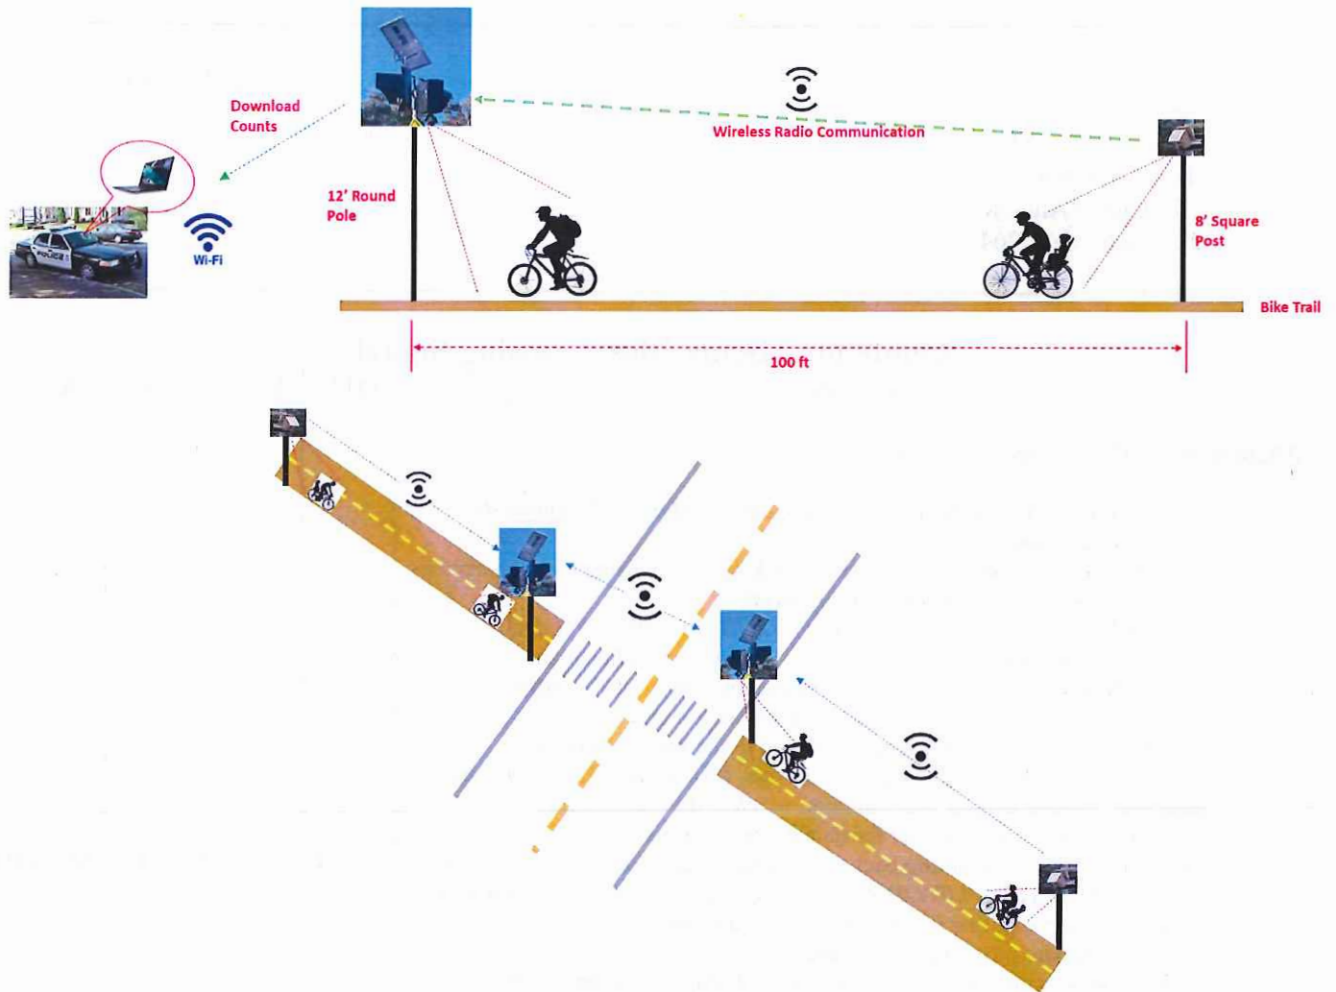 Download
Counts
Wireless Radio Communication
12' Round
Pole
8' Square
Post
POLICE
Wi-Fi
Bike Trail
100 ft